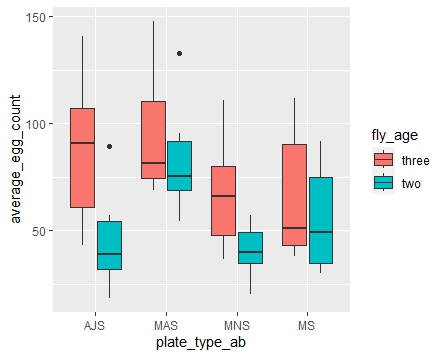 150
100
50
average_egg_count
AJS MAS MNS MS
plate_type_ab
fly_age
three
two